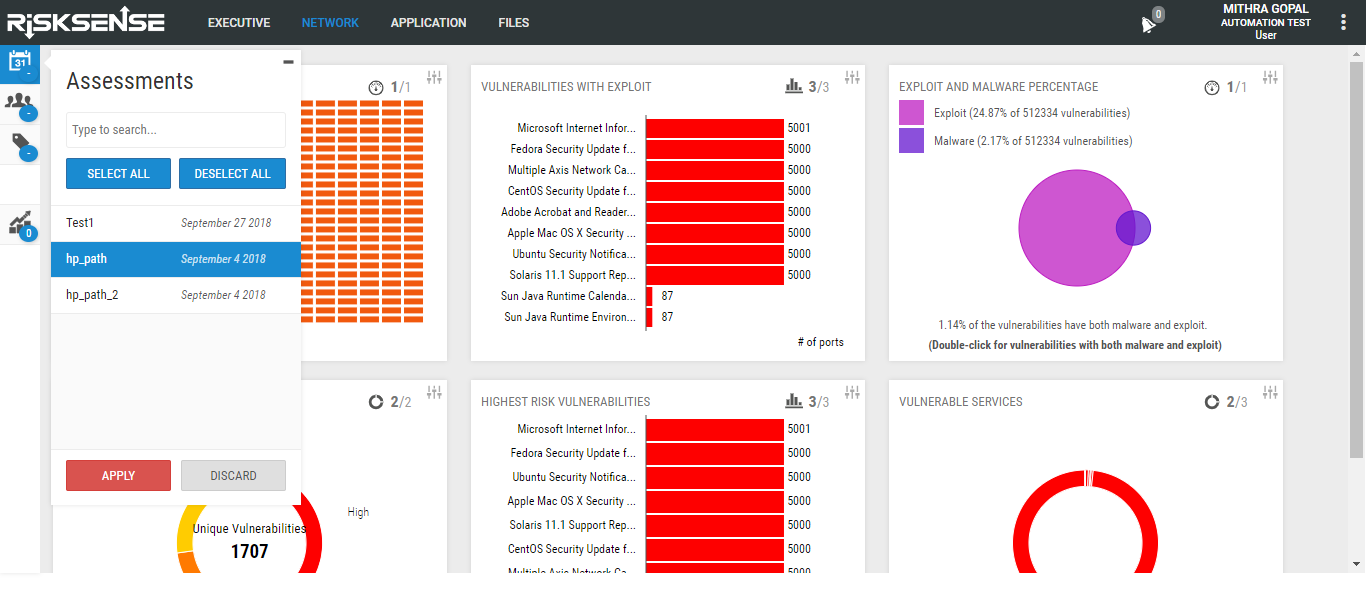 RiSKSENSE
EXECUTIVE
NETWORK
APPLICATION
FILES
0
MITHRA GOPAL
AUTOMATION TEST
User
31
-
-
-
0
Assessments
Type to search...
SELECT ALL
DESELECT ALL
Test1 September 27 2018
hp_path September 4 2018
hp_path_2 September 4 2018
APPLY
DISCARD
1/1
VULNERABILITIES WITH EXPLOIT
3/3
Microsoft Internet Infor... 5001
Fedora Security Update f... 5000
Multiple Axis Network Ca... 5000
CentOS Security Update f... 5000
Adobe Acrobat and Reader... 5000
Apple Mac OS X Security ... 5000
Ubuntu Security Notifica... 5000
Solaris 11.1 Support Rep... 5000
Sun Java Runtime Calenda... 87
Sun Java Runtime Environ... 87
# of ports
EXPLOIT AND MALWARE PERCENTAGE
1/1
Exploit (24.87% of 512334 vulnerabilities)
Malware (2.17% of 512334 vulnerabilities)
1.14% of the vulnerabilities have both malware and exploit.
(Double-click for vulnerabilities with both malware and exploit)
2/2
High
Unique Vulnerabilities
1707
HIGHEST RISK VULNERABILITIES
3/3
Microsoft Internet Infor... 5001
Fedora Security Update f... 5000
Ubuntu Security Notifica... 5000
Apple Mac OS X Security ... 5000
Solaris 11.1 Support Rep... 5000
CentOS Security Update f... 5000
Multiple Axis Network Ca... 5000
VULNERABLE SERVICES
2/3